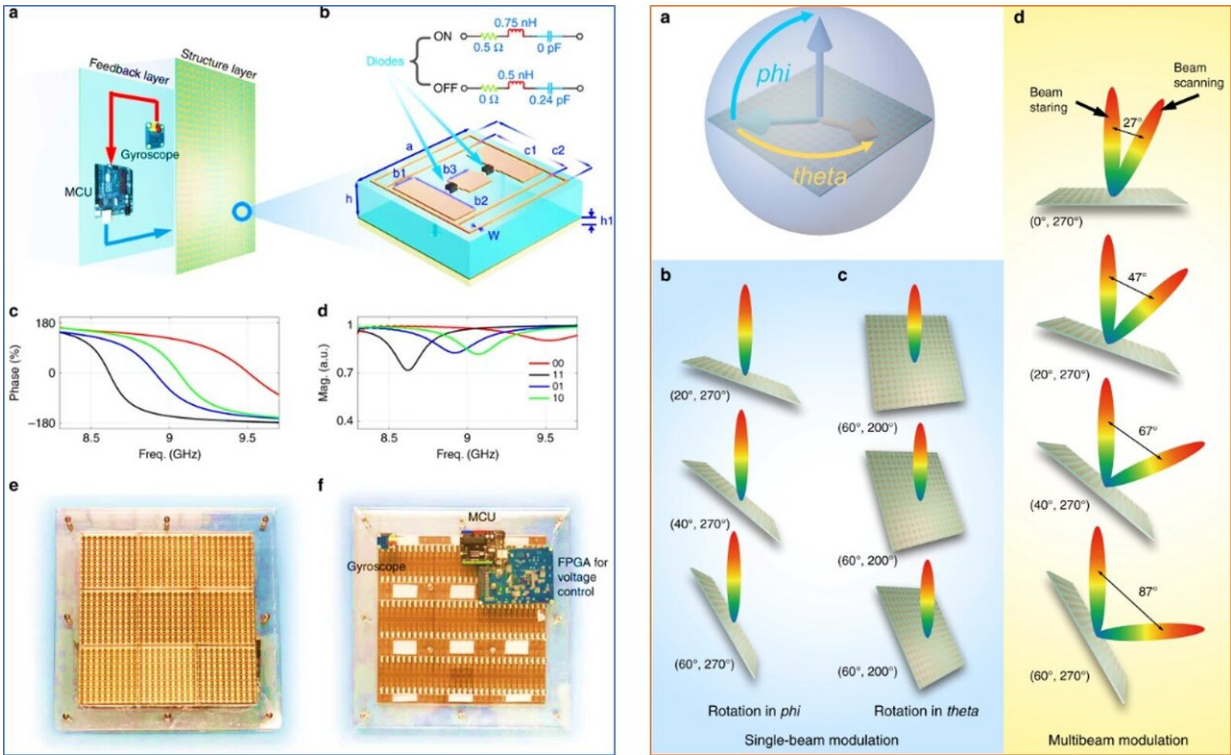 a
Feedback layer
Structure layer
Gyroscope
MCU
b
Diodes
ON
0.75 nH
0.5 Ω
0 pF
OFF
0.5 nH
0 Ω
0.24 pF
a
c1
c2
b1
b3
b2
h
h1
W
c
Phase (%)
180
0
−180
8.5
9
9.5
Freq. (GHz)
d
Mag. (a.u.)
1
0.7
0.4
00
11
01
10
8.5
9
9.5
Freq. (GHz)
e
f
Gyroscope
MCU
FPGA for
voltage
control
a
phi
theta
b
(20°, 270°)
(40°, 270°)
(60°, 270°)
Rotation in phi
c
(60°, 200°)
(60°, 200°)
(60°, 200°)
Rotation in theta
Single-beam modulation
d
Beam
staring
Beam
scanning
27°
(0°, 270°)
47°
(20°, 270°)
67°
(40°, 270°)
87°
(60°, 270°)
Multibeam modulation